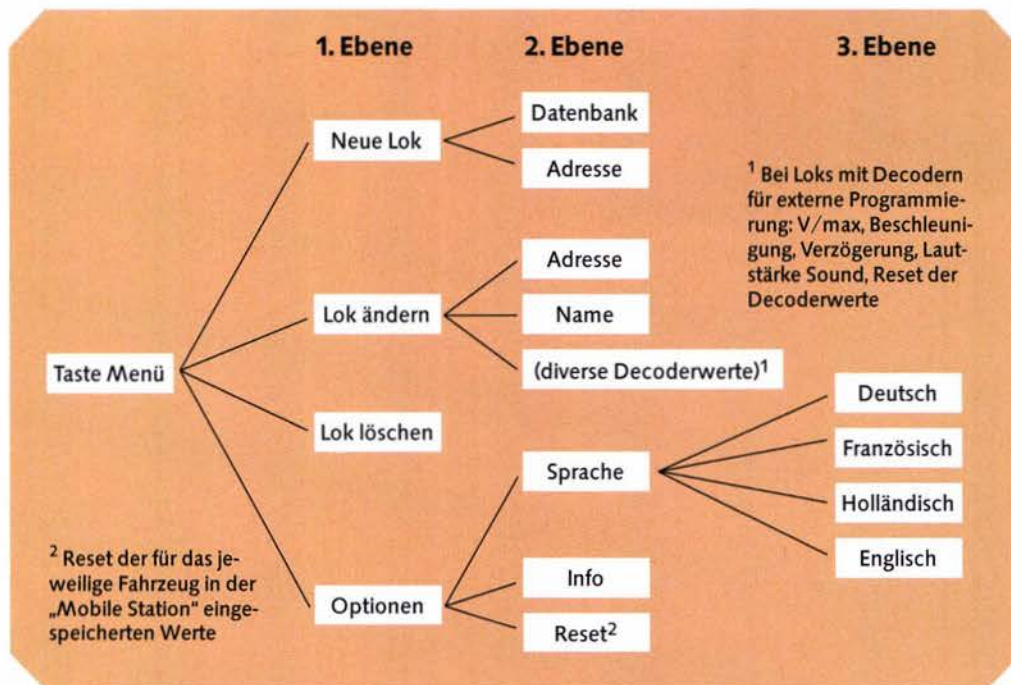 1. Ebene
2. Ebene
3. Ebene
Datenbank
Neue Lok
Adresse
¹ Bei Loks mit Decodern
für externe Programmie-
rung: V/max, Beschleuni-
gung, Verzögerung, Laut-
stärke Sound, Reset der
Decoderwerte
Adresse
Lok ändern
Name
(diverse Decoderwerte)¹
Taste Menü
Lok löschen
Deutsch
Französisch
Sprache
Holländisch
Englisch
² Reset der für das je-
weilige Fahrzeug in der
„Mobile Station“ einge-
speicherten Werte
Optionen
Info
Reset²